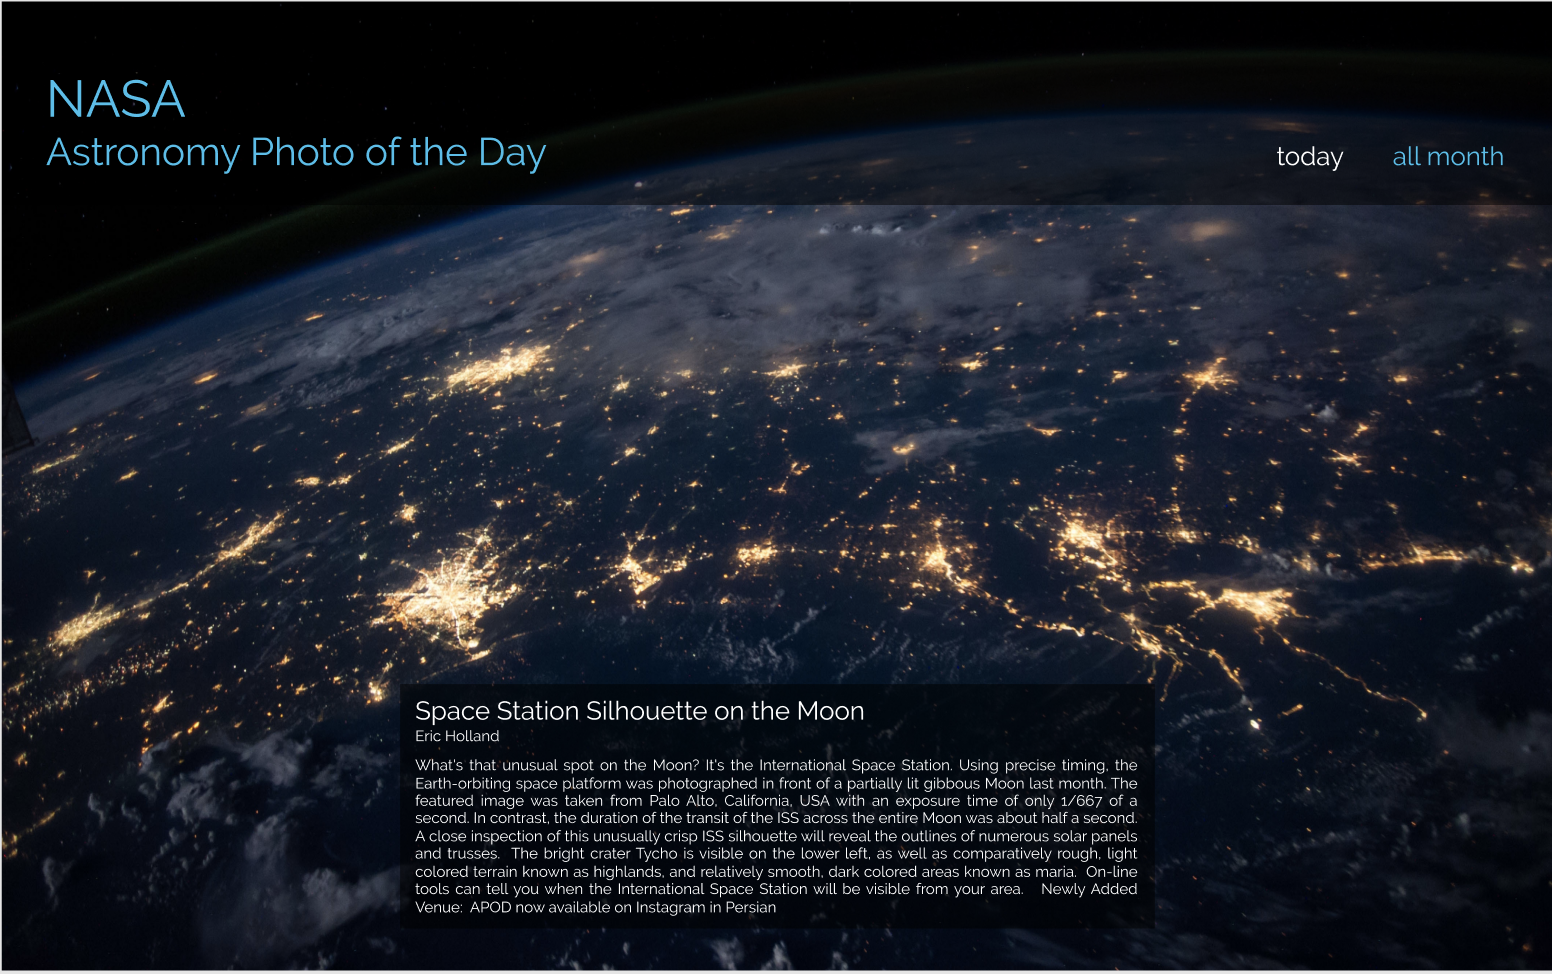 NASA
Astronomy Photo of the Day
today all month
Space Station Silhouette on the Moon
Eric Holland
What's that unusual spot on the Moon? It's the International Space Station. Using precise timing, the
Earth-orbiting space platform was photographed in front of a partially lit gibbous Moon last month. The
featured image was taken from Palo Alto, California, USA with an exposure time of only 1/667 of a
second. In contrast, the duration of the transit of the ISS across the entire Moon was about half a second.
A close inspection of this unusually crisp ISS silhouette will reveal the outlines of numerous solar panels
and trusses. The bright crater Tycho is visible on the lower left, as well as comparatively rough, light
colored terrain known as highlands, and relatively smooth, dark colored areas known as maria. On-line
tools can tell you when the International Space Station will be visible from your area. Newly Added
Venue: APOD now available on Instagram in Persian